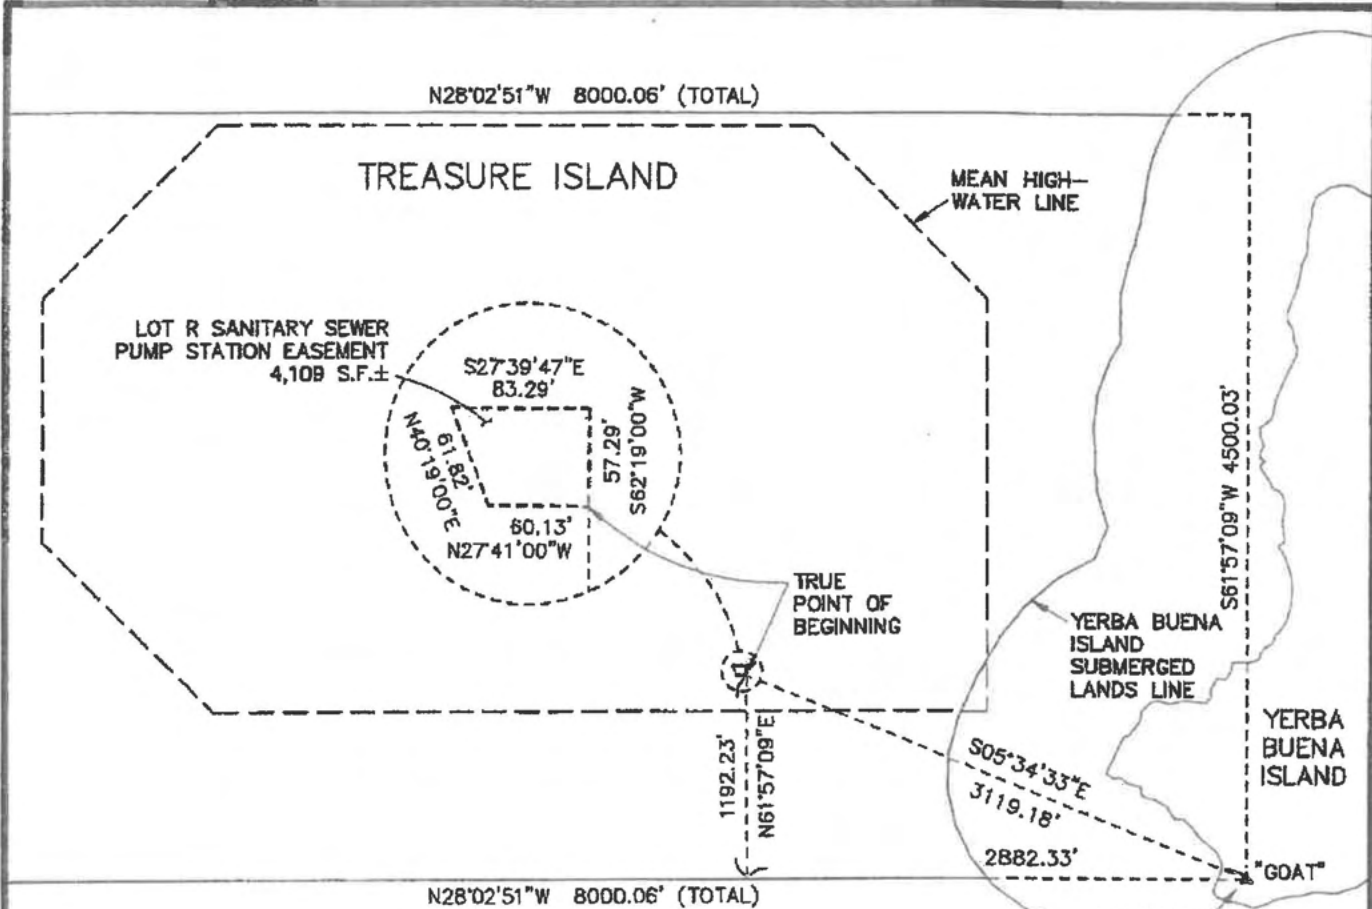 N28°02'51"W 8000.06' (TOTAL)
TREASURE ISLAND
MEAN HIGH-
WATER LINE
LOT R SANITARY SEWER
PUMP STATION EASEMENT
4,109 S.F.±
S27°39'47"E
83.29'
57.29'
S62°19'00"W
61.82'
N40°19'00"E
60.13'
N27°41'00"W
TRUE
POINT OF
BEGINNING
S61°57'09"W 4500.03'
YERBA BUENA
ISLAND
SUBMERGED
LANDS LINE
YERBA
BUENA
ISLAND
1192.23'
N61°57'09"E
S05°34'33"E
3119.18'
2882.33'
"GOAT"
N28°02'51"W 8000.06' (TOTAL)